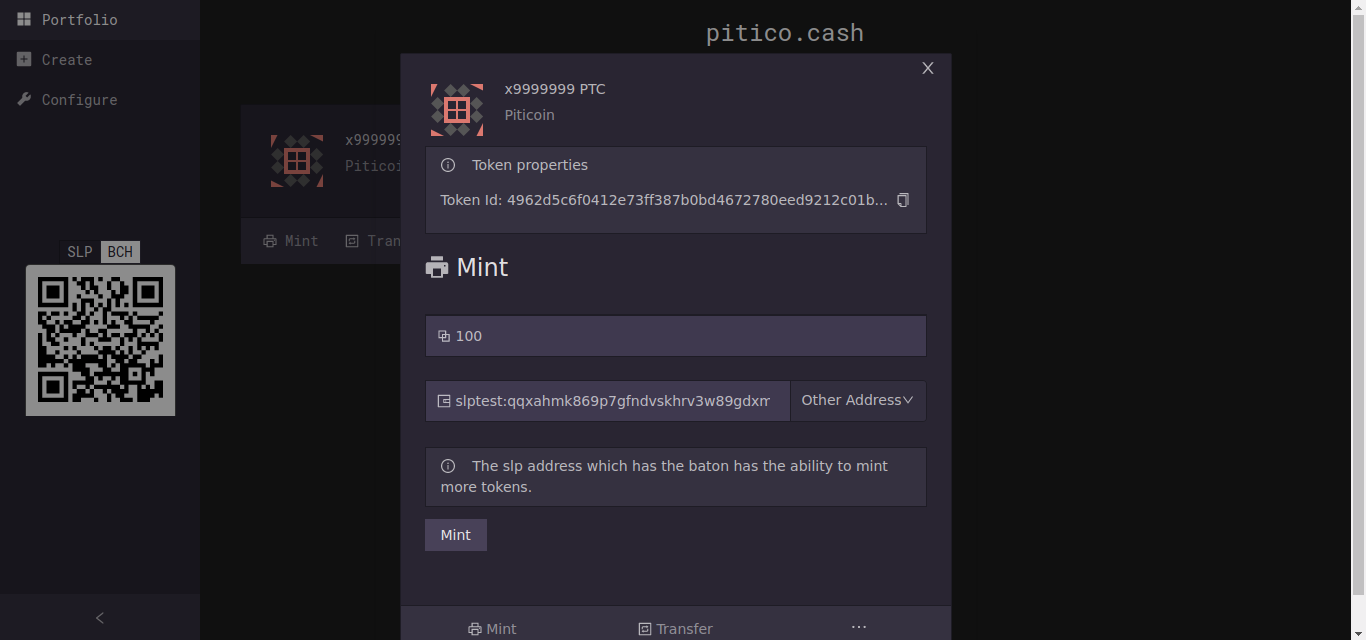 Portfolio
Create
Configure
SLP BCH
pitico.cash
x999999
Piticoi
Mint Tran
X
x9999999 PTC
Piticoin
Token properties
Token Id: 4962d5c6f0412e73ff387b0bd4672780eed9212c01b...
Mint
100
slptest:qqxahmk869p7gfndvskhrv3w89gdxm
Other Address
The slp address which has the baton has the ability to mint
more tokens.
Mint
Mint Transfer ...